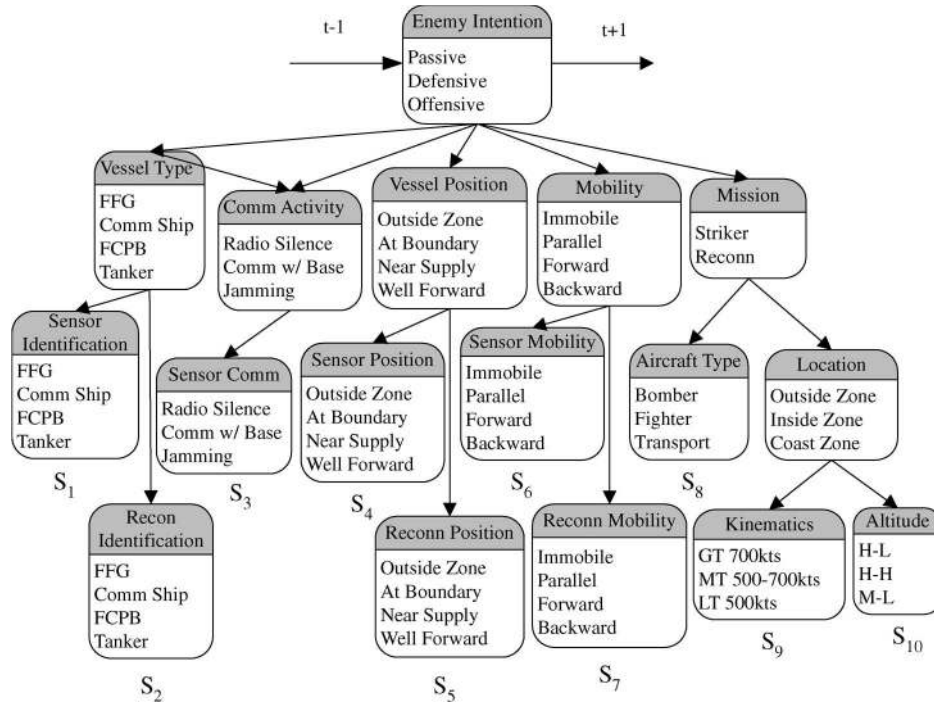 t-1
Enemy Intention
Passive
Defensive
Offensive
t+1
Vessel Type
FFG
Comm Ship
FCPB
Tanker
Comm Activity
Radio Silence
Comm w/ Base
Jamming
Vessel Position
Outside Zone
At Boundary
Near Supply
Well Forward
Mobility
Immobile
Parallel
Forward
Backward
Mission
Striker
Reconn
Sensor
Identification
FFG
Comm Ship
FCPB
Tanker
S1
Sensor Comm
Radio Silence
Comm w/ Base
Jamming
S3
Sensor Position
Outside Zone
At Boundary
Near Supply
Well Forward
S4
Sensor Mobility
Immobile
Parallel
Forward
Backward
S6
Aircraft Type
Bomber
Fighter
Transport
S8
Location
Outside Zone
Inside Zone
Coast Zone
Recon
Identification
FFG
Comm Ship
FCPB
Tanker
S2
Reconn Position
Outside Zone
At Boundary
Near Supply
Well Forward
S5
Reconn Mobility
Immobile
Parallel
Forward
Backward
S7
Kinematics
GT 700kts
MT 500-700kts
LT 500kts
S9
Altitude
H-L
H-H
M-L
S10